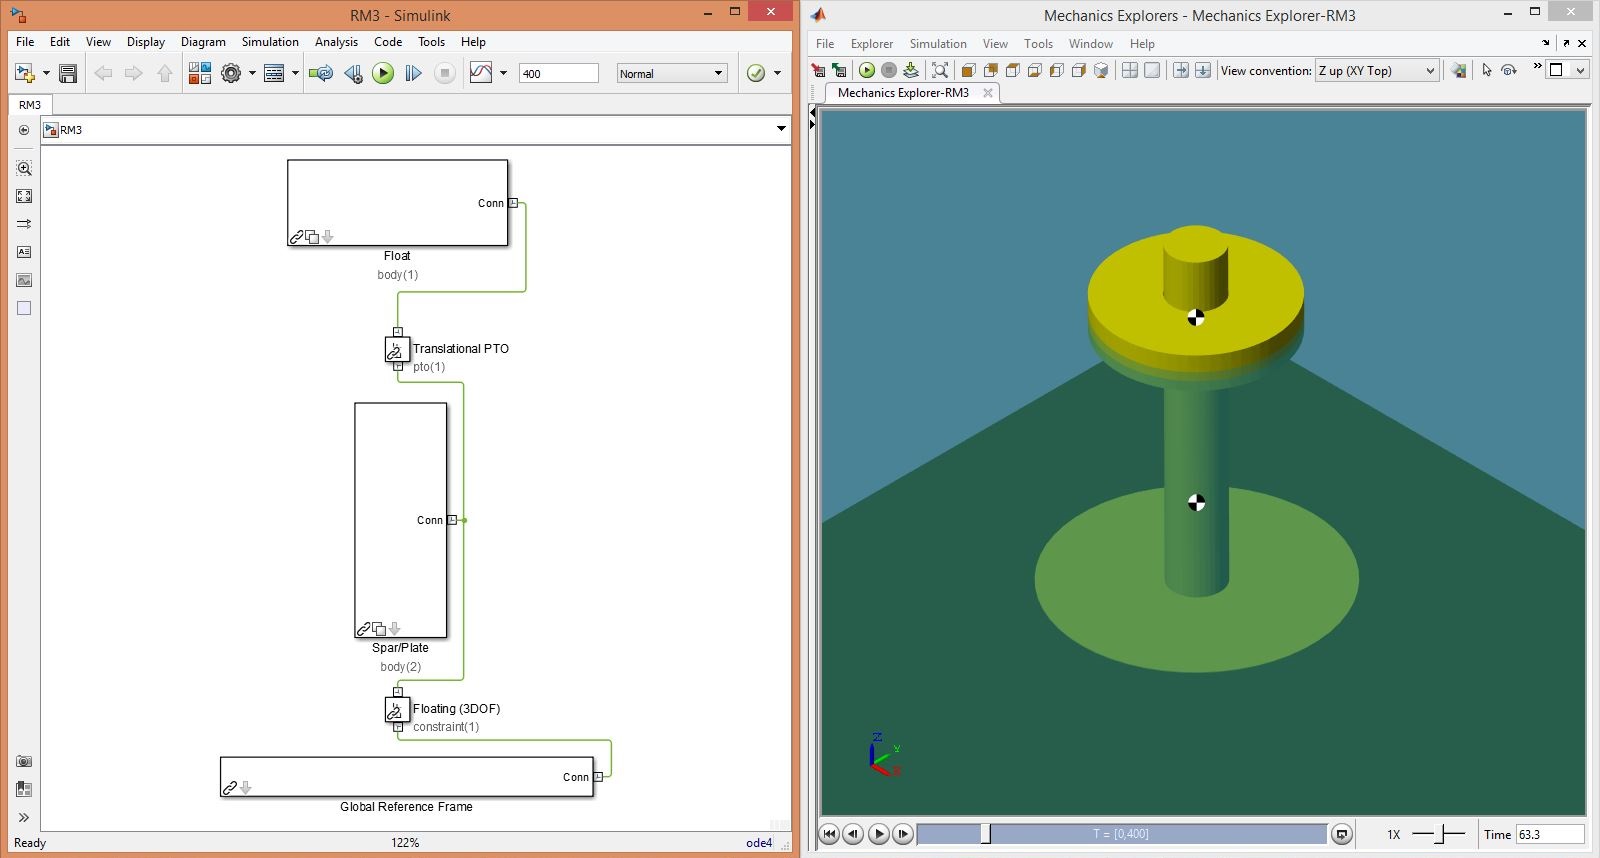 RM3 - Simulink
File Edit View Display Diagram Simulation Analysis Code Tools Help
400 Normal
RM3
RM3
Conn
Float
body(1)
Translational PTO
pto(1)
Conn
Spar/Plate
body(2)
Floating (3DOF)
constraint(1)
Conn
Global Reference Frame
Ready 122% ode4
Mechanics Explorers - Mechanics Explorer-RM3
File Explorer Simulation View Tools Window Help
View convention: Z up (XY Top)
Mechanics Explorer-RM3
Z
Y
X
T = [0,400] 1X Time 63.3